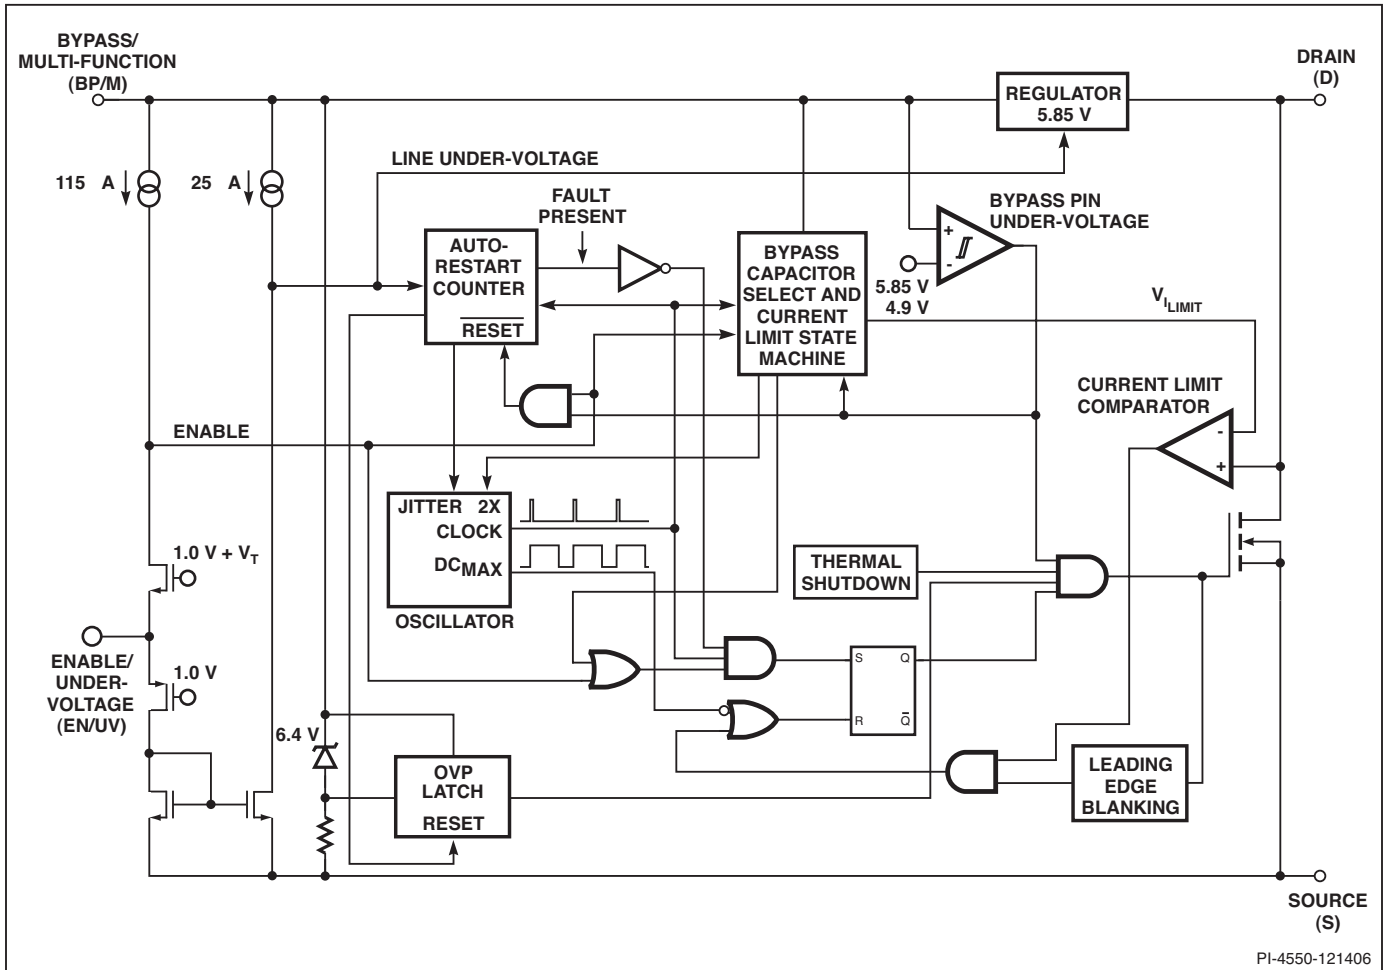 BYPASS/
MULTI-FUNCTION
(BP/M)
DRAIN
(D)
REGULATOR
5.85 V
LINE UNDER-VOLTAGE
115 A
25 A
FAULT
PRESENT
BYPASS PIN
UNDER-VOLTAGE
+
-
5.85 V
4.9 V
AUTO-
RESTART
COUNTER
RESET
BYPASS
CAPACITOR
SELECT AND
CURRENT
LIMIT STATE
MACHINE
VILIMIT
CURRENT LIMIT
COMPARATOR
-
+
ENABLE
JITTER 2X
CLOCK
DCMAX
OSCILLATOR
1.0 V + VT
THERMAL
SHUTDOWN
ENABLE/
UNDER-
VOLTAGE
(EN/UV)
1.0 V
S Q
R Q̅
6.4 V
OVP
LATCH
RESET
LEADING
EDGE
BLANKING
SOURCE
(S)
PI-4550-121406